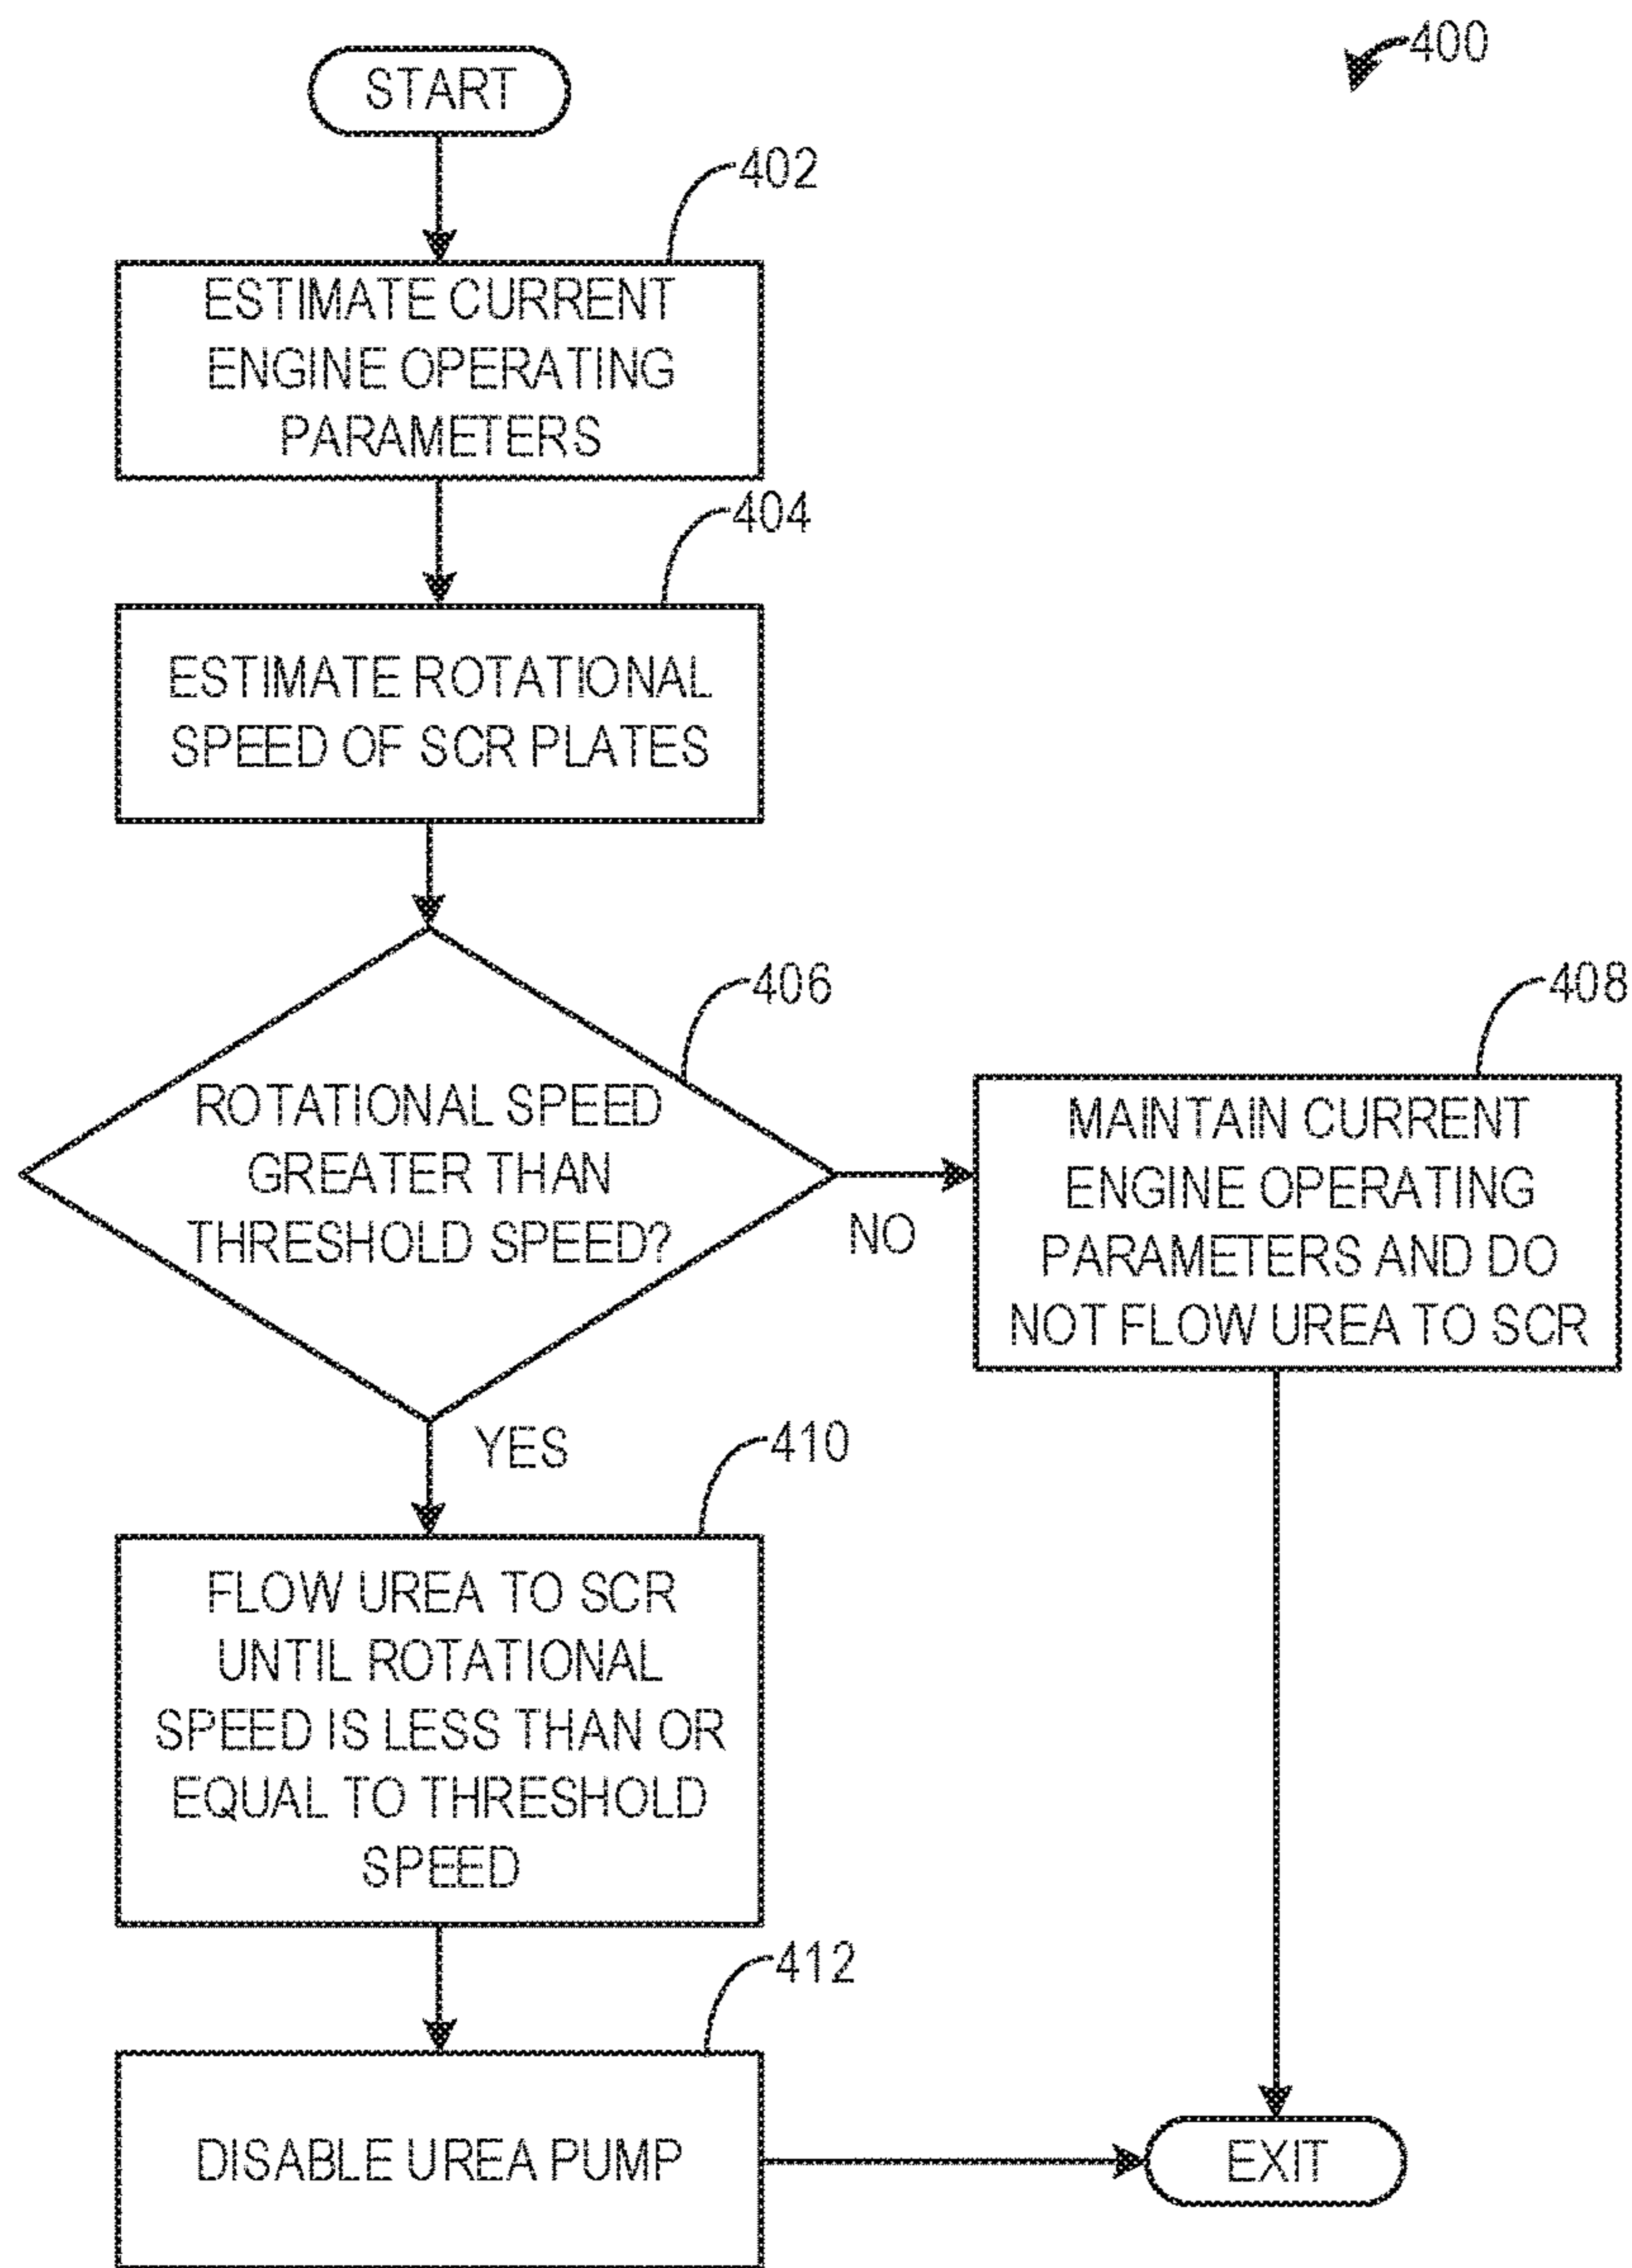 400
START
402
ESTIMATE CURRENT
ENGINE OPERATING
PARAMETERS
404
ESTIMATE ROTATIONAL
SPEED OF SCR PLATES
406
ROTATIONAL SPEED
GREATER THAN
THRESHOLD SPEED?
NO
408
MAINTAIN CURRENT
ENGINE OPERATING
PARAMETERS AND DO
NOT FLOW UREA TO SCR
YES
410
FLOW UREA TO SCR
UNTIL ROTATIONAL
SPEED IS LESS THAN OR
EQUAL TO THRESHOLD
SPEED
412
DISABLE UREA PUMP
EXIT